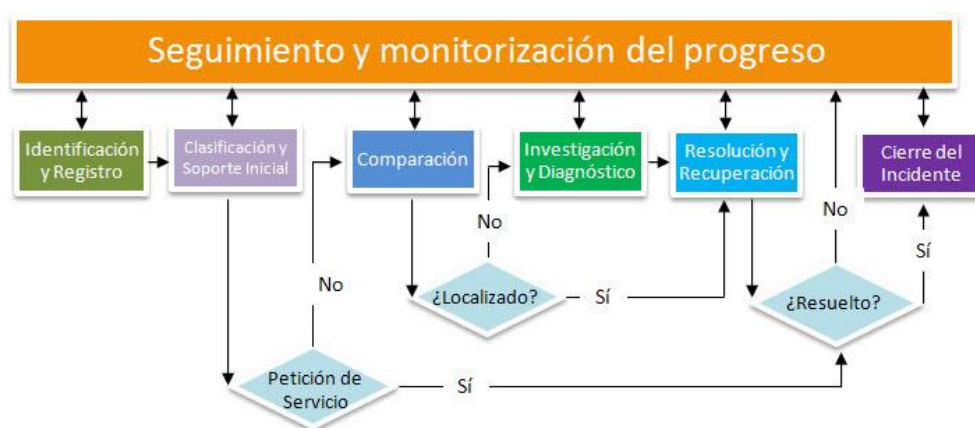 Seguimiento y monitorización del progreso
Identificación
y Registro
Clasificación y
Soporte Inicial
Comparación
Investigación
y Diagnóstico
Resolución y
Recuperación
Cierre del
Incidente
No
No
No
Sí
¿Localizado?
Sí
¿Resuelto?
Petición de
Servicio
Sí